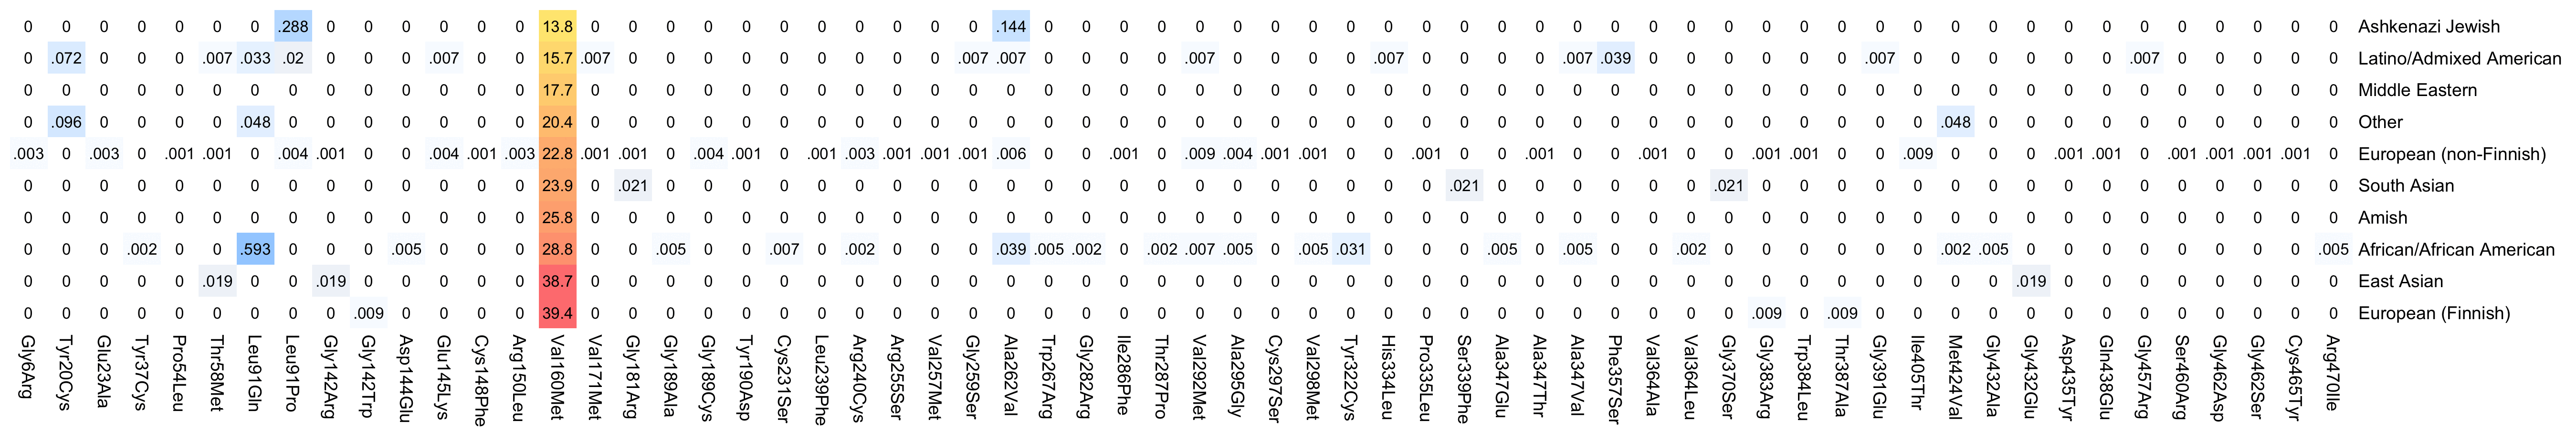 0 0 0 0 0 0 0 .288 0 0 0 0 0 0 13.8 0 0 0 0 0 0 0 0 0 0 0 .144 0 0 0 0 0 0 0 0 0 0 0 0 0 0 0 0 0 0 0 0 0 0 0 0 0 0 0 0 0 0 0 0 0 0 0 Ashkenazi Jewish
0 .072 0 0 0 .007 .033 .02 0 0 0 .007 0 0 15.7 .007 0 0 0 0 0 0 0 0 0 .007 .007 0 0 0 0 .007 0 0 0 0 .007 0 0 0 0 .007 .039 0 0 0 0 0 0 .007 0 0 0 0 0 0 .007 0 0 0 0 0 Latino/Admixed American
0 0 0 0 0 0 0 0 0 0 0 0 0 0 17.7 0 0 0 0 0 0 0 0 0 0 0 0 0 0 0 0 0 0 0 0 0 0 0 0 0 0 0 0 0 0 0 0 0 0 0 0 0 0 0 0 0 0 0 0 0 0 0 Middle Eastern
0 .096 0 0 0 0 .048 0 0 0 0 0 0 0 20.4 0 0 0 0 0 0 0 0 0 0 0 0 0 0 0 0 0 0 0 0 0 0 0 0 0 0 0 0 0 0 0 0 0 0 0 0 .048 0 0 0 0 0 0 0 0 0 0 Other
.003 0 .003 0 .001 .001 0 .004 .001 0 0 .004 .001 .003 22.8 .001 .001 0 .004 .001 0 .001 .003 .001 .001 .001 .006 0 0 .001 0 .009 .004 .001 .001 0 0 .001 0 0 .001 0 0 .001 0 0 .001 .001 0 0 .009 0 0 0 .001 .001 0 .001 .001 .001 .001 0 European (non-Finnish)
0 0 0 0 0 0 0 0 0 0 0 0 0 0 23.9 0 .021 0 0 0 0 0 0 0 0 0 0 0 0 0 0 0 0 0 0 0 0 0 .021 0 0 0 0 0 0 .021 0 0 0 0 0 0 0 0 0 0 0 0 0 0 0 0 South Asian
0 0 0 0 0 0 0 0 0 0 0 0 0 0 25.8 0 0 0 0 0 0 0 0 0 0 0 0 0 0 0 0 0 0 0 0 0 0 0 0 0 0 0 0 0 0 0 0 0 0 0 0 0 0 0 0 0 0 0 0 0 0 0 Amish
0 0 0 .002 0 0 .593 0 0 0 .005 0 0 0 28.8 0 0 .005 0 0 .007 0 .002 0 0 0 .039 .005 .002 0 .002 .007 .005 0 .005 .031 0 0 0 .005 0 .005 0 0 .002 0 0 0 0 0 0 .002 .005 0 0 0 0 0 0 0 0 .005 African/African American
0 0 0 0 0 .019 0 0 .019 0 0 0 0 0 38.7 0 0 0 0 0 0 0 0 0 0 0 0 0 0 0 0 0 0 0 0 0 0 0 0 0 0 0 0 0 0 0 0 0 0 0 0 0 0 .019 0 0 0 0 0 0 0 0 East Asian
0 0 0 0 0 0 0 0 0 .009 0 0 0 0 39.4 0 0 0 0 0 0 0 0 0 0 0 0 0 0 0 0 0 0 0 0 0 0 0 0 0 0 0 0 0 0 0 .009 0 .009 0 0 0 0 0 0 0 0 0 0 0 0 0 European (Finnish)
Gly6Arg
Tyr20Cys
Glu23Ala
Tyr37Cys
Pro54Leu
Thr58Met
Leu91Gln
Leu91Pro
Gly142Arg
Gly142Trp
Asp144Glu
Glu145Lys
Cys148Phe
Arg150Leu
Val160Met
Val171Met
Gly181Arg
Gly189Ala
Gly189Cys
Tyr190Asp
Cys231Ser
Leu239Phe
Arg240Cys
Arg255Ser
Val257Met
Gly259Ser
Ala262Val
Trp267Arg
Gly282Arg
Ile286Phe
Thr287Pro
Val292Met
Ala295Gly
Cys297Ser
Val298Met
Tyr322Cys
His334Leu
Pro335Leu
Ser339Phe
Ala347Glu
Ala347Thr
Ala347Val
Phe357Ser
Val364Ala
Val364Leu
Gly370Ser
Gly383Arg
Trp384Leu
Thr387Ala
Gly391Glu
Ile405Thr
Met424Val
Gly432Ala
Gly432Glu
Asp435Tyr
Gln438Glu
Gly457Arg
Ser460Arg
Gly462Asp
Gly462Ser
Cys465Tyr
Arg470Ile